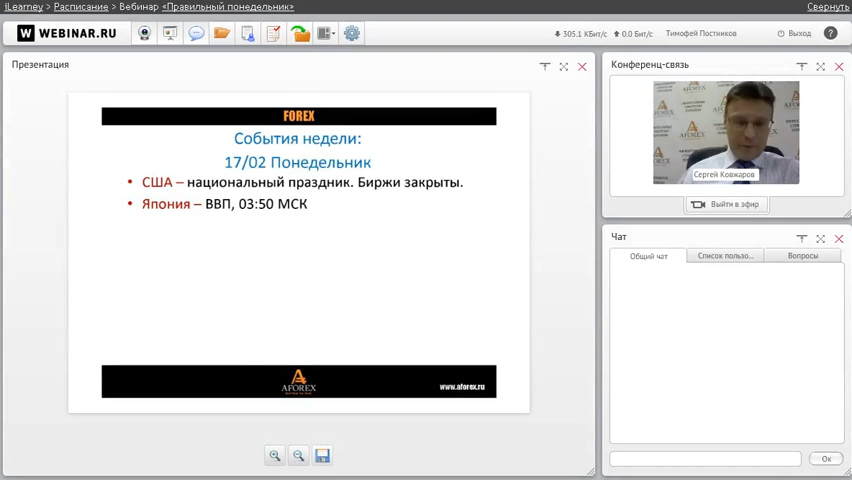 iLearney > Расписание > Вебинар «Правильный понедельник»
Свернуть
W WEBINAR.RU
305.1 КБит/с 0.0 Бит/с
Тимофей Постников
Выход
?
Презентация
FOREX
События недели:
17/02 Понедельник
• США – национальный праздник. Биржи закрыты.
• Япония – ВВП, 03:50 МСК
AFOREX
www.aforex.ru
Конференц-связь
AFOREX
Сергей Ковжаров
Выйти в эфир
Чат
Общий чат
Список пользо...
Вопросы
Ок